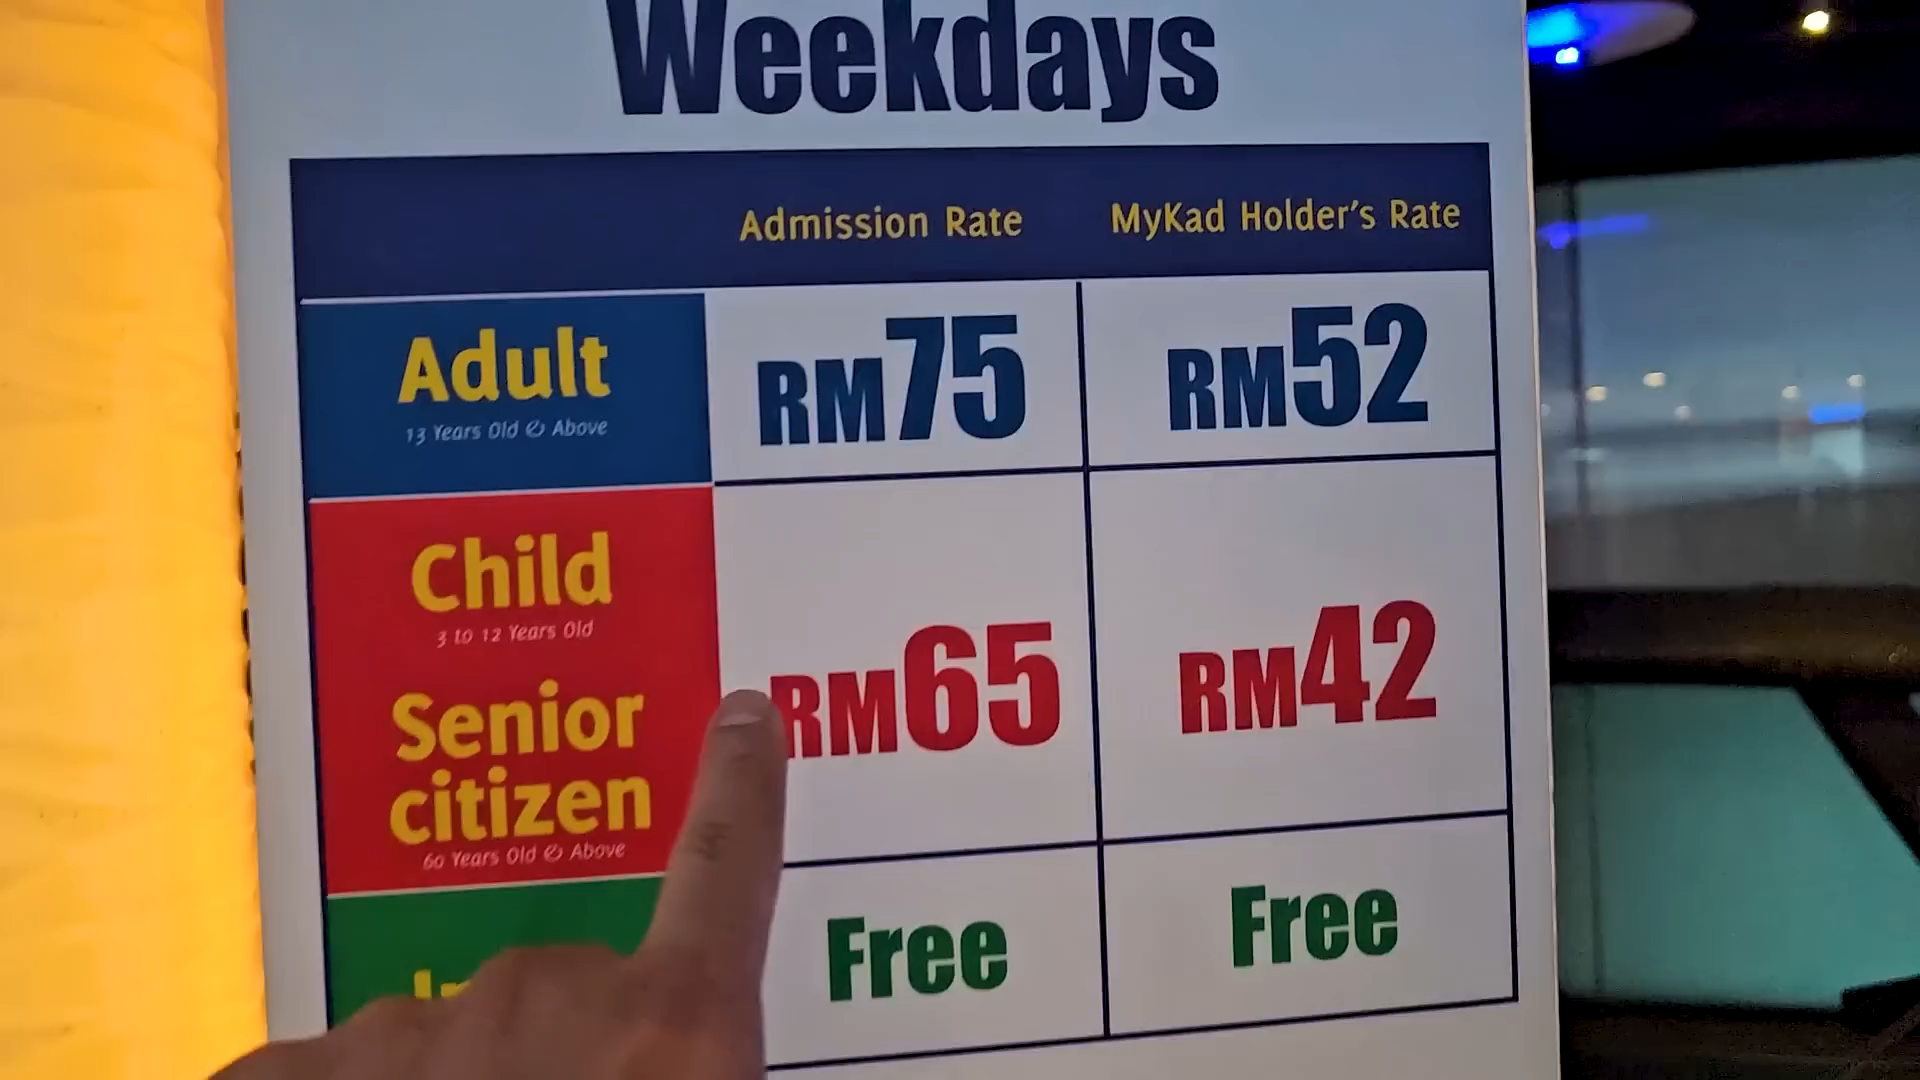 Weekdays
Admission Rate MyKad Holder's Rate
Adult
13 Years Old & Above
RM75 RM52
Child
3 to 12 Years Old
Senior
citizen
60 Years Old & Above
RM65 RM42
Free Free